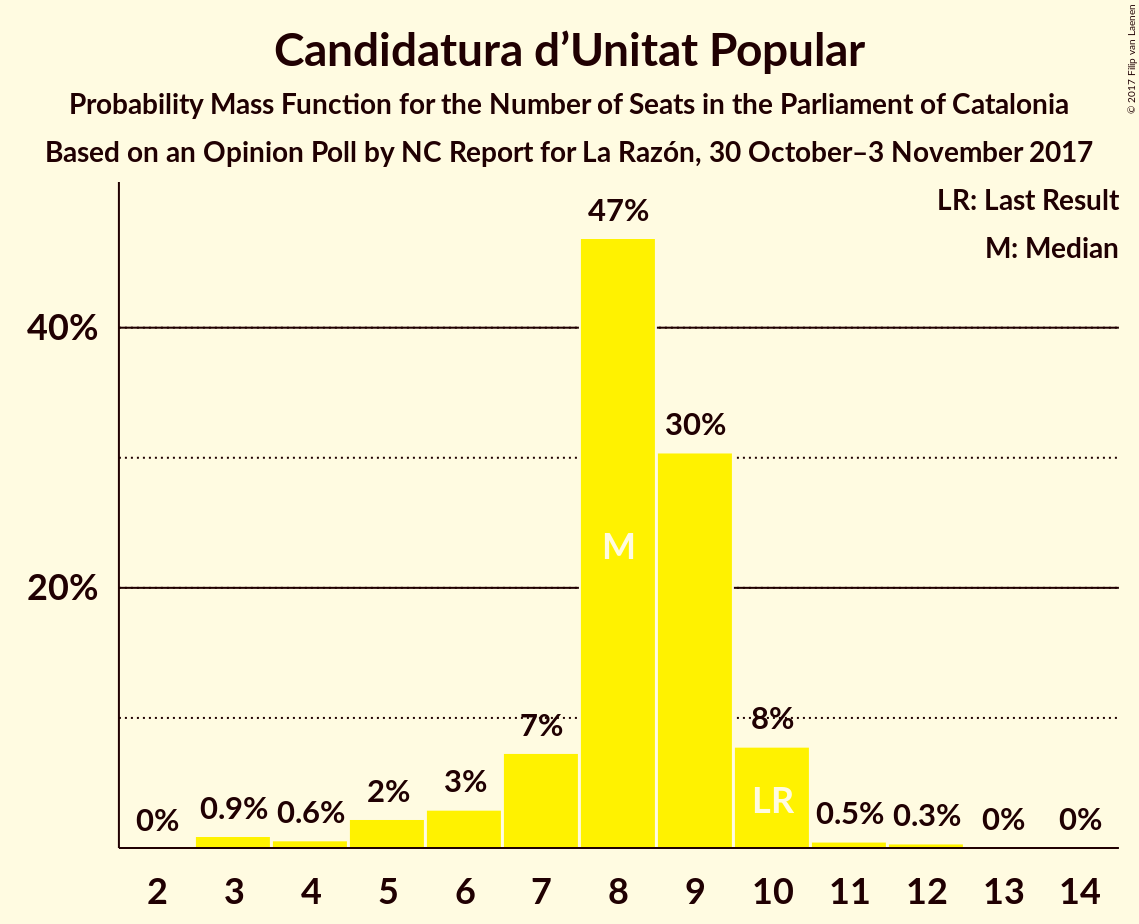 Candidatura d’Unitat Popular
Probability Mass Function for the Number of Seats in the Parliament of Catalonia
Based on an Opinion Poll by NC Report for La Razón, 30 October–3 November 2017
© 2017 Filip van Laenen
LR: Last Result
M: Median
40%
20%
0%
0.9%
0.6%
2%
3%
7%
47%
30%
8%
0.5%
0.3%
0%
0%
M
LR
2 3 4 5 6 7 8 9 10 11 12 13 14